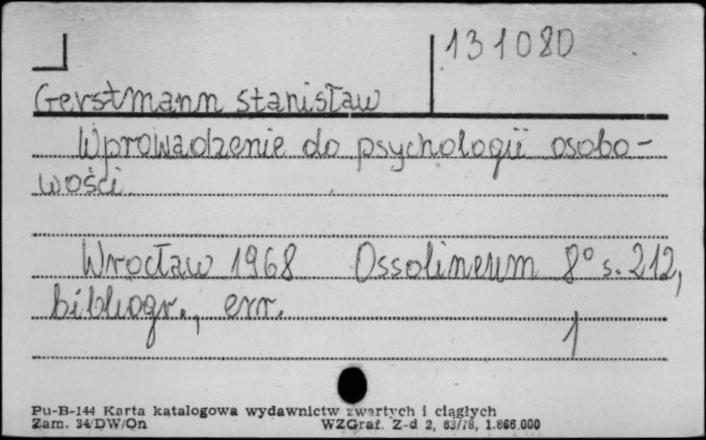 131080
Gerstmann Stanisław
Wprowadzenie do psychologii osobo-
wości
Wrocław 1968 Ossolineum 8° s. 212,
bibliogr., err.
1
Pu-B-144 Karta katalogowa wydawnictw zwartych i ciągłych
Zam. 34/DW/On WZGraf. Z-d 2, 63/78, 1.866.000